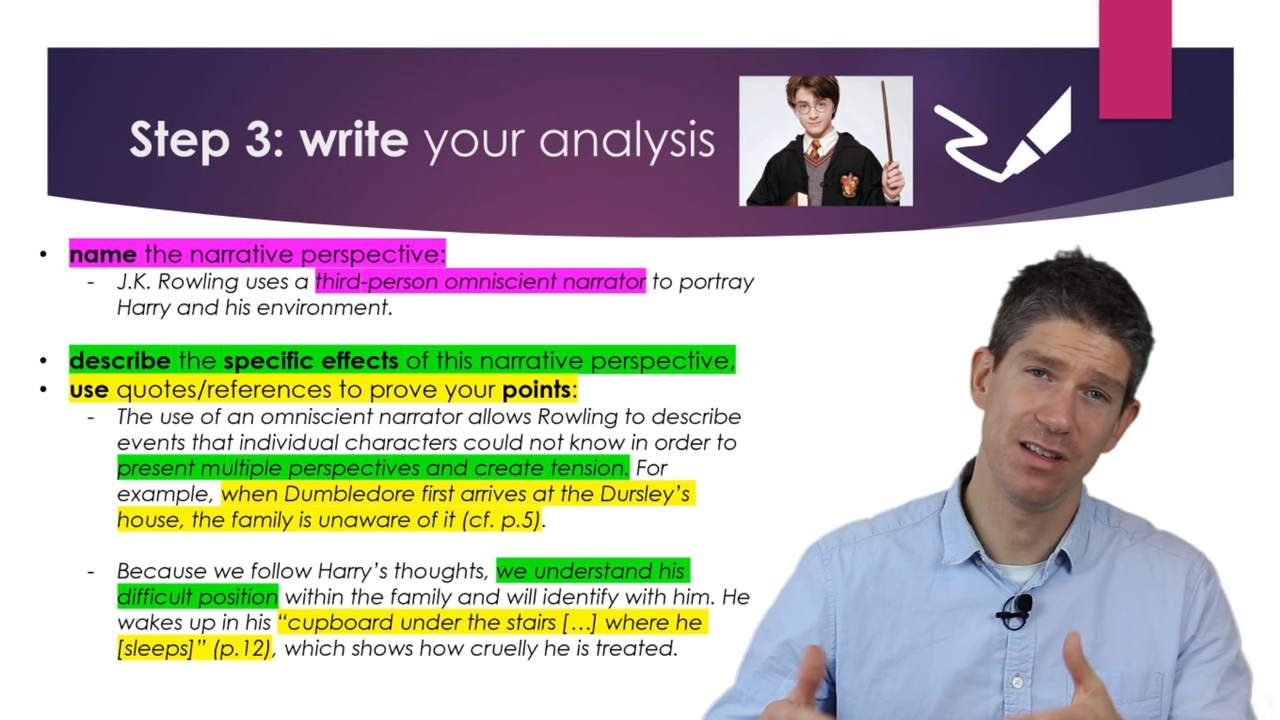 Step 3: write your analysis
• name the narrative perspective:
- J.K. Rowling uses a third-person omniscient narrator to portray
Harry and his environment.
• describe the specific effects of this narrative perspective,
• use quotes/references to prove your points:
- The use of an omniscient narrator allows Rowling to describe
events that individual characters could not know in order to
present multiple perspectives and create tension. For
example, when Dumbledore first arrives at the Dursley’s
house, the family is unaware of it (cf. p.5).
- Because we follow Harry’s thoughts, we understand his
difficult position within the family and will identify with him. He
wakes up in his “cupboard under the stairs […] where he
[sleeps]” (p.12), which shows how cruelly he is treated.